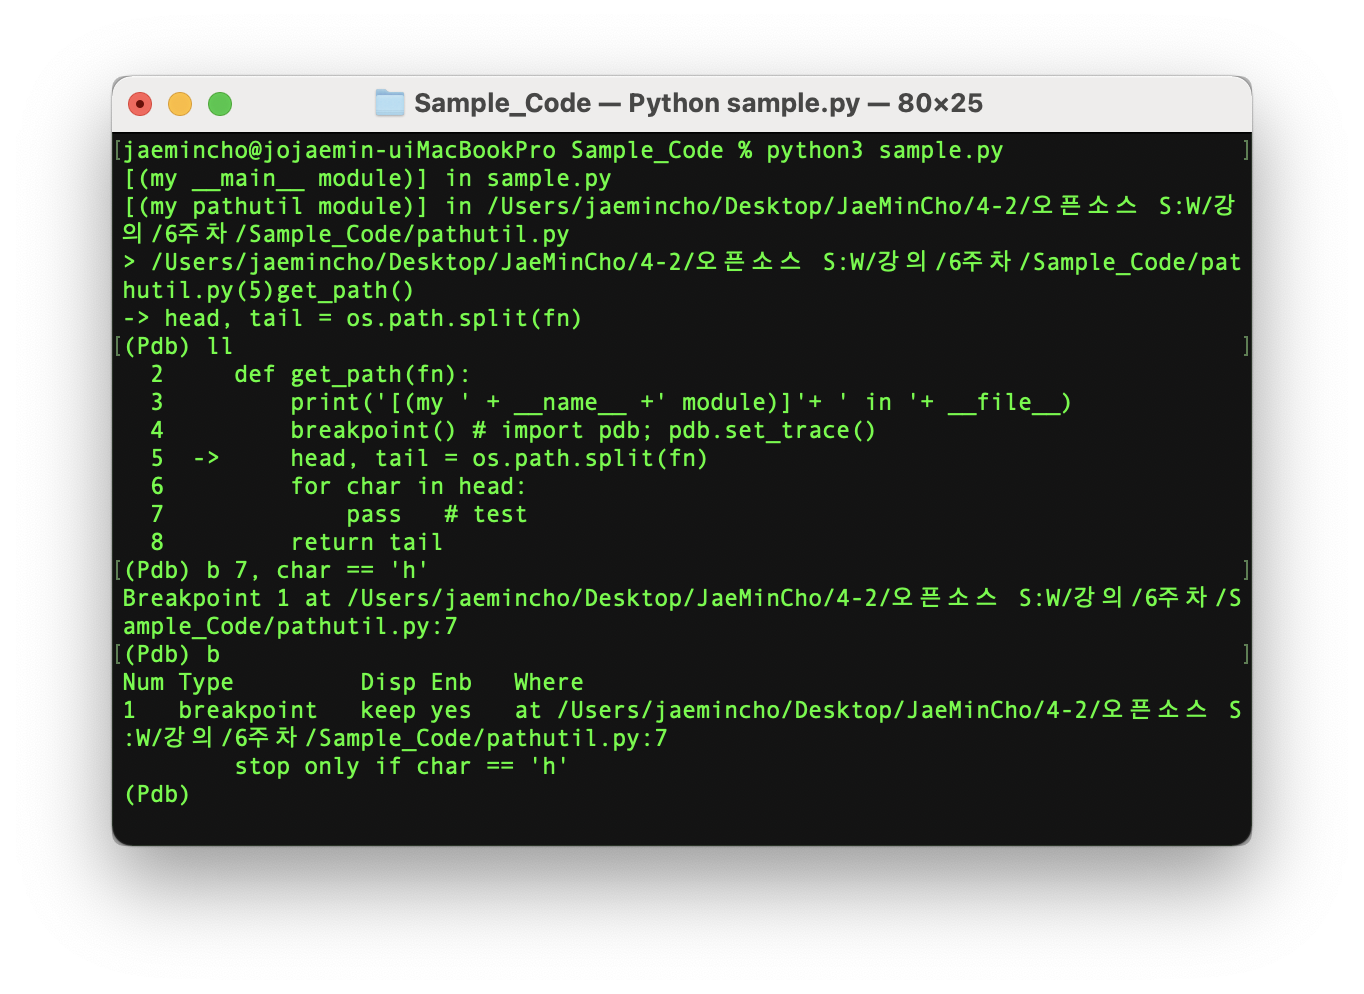 Sample_Code — Python sample.py — 80×25
[jaemincho@jojaemin-uiMacBookPro Sample_Code % python3 sample.py ]
[(my __main__ module)] in sample.py
[(my pathutil module)] in /Users/jaemincho/Desktop/JaeMinCho/4-2/오픈소스 S:W/강
의/6주차/Sample_Code/pathutil.py
> /Users/jaemincho/Desktop/JaeMinCho/4-2/오픈소스 S:W/강의/6주차/Sample_Code/pat
hutil.py(5)get_path()
-> head, tail = os.path.split(fn)
[(Pdb) ll ]
  2     def get_path(fn):
  3         print('[(my ' + __name__ +' module)]'+ ' in '+ __file__)
  4         breakpoint() # import pdb; pdb.set_trace()
  5  ->     head, tail = os.path.split(fn)
  6         for char in head:
  7             pass   # test
  8         return tail
[(Pdb) b 7, char == 'h' ]
Breakpoint 1 at /Users/jaemincho/Desktop/JaeMinCho/4-2/오픈소스 S:W/강의/6주차/S
ample_Code/pathutil.py:7
[(Pdb) b ]
Num Type         Disp Enb   Where
1   breakpoint   keep yes   at /Users/jaemincho/Desktop/JaeMinCho/4-2/오픈소스 S
:W/강의/6주차/Sample_Code/pathutil.py:7
        stop only if char == 'h'
(Pdb)